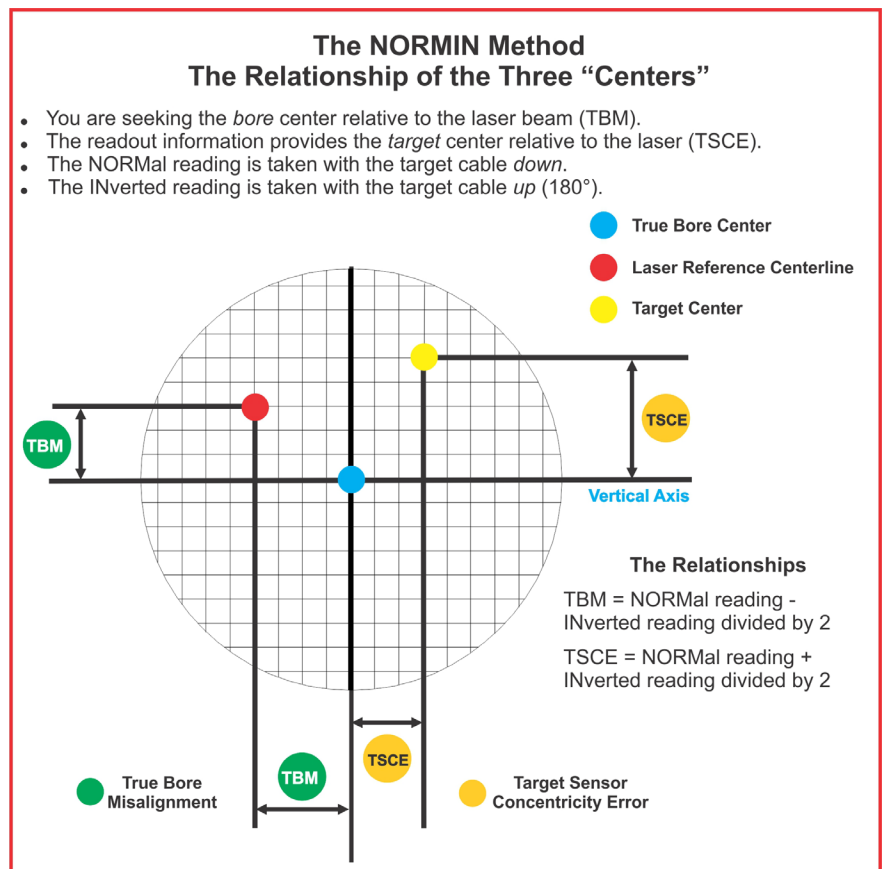 The NORMIN Method
The Relationship of the Three “Centers”
• You are seeking the bore center relative to the laser beam (TBM).
• The readout information provides the target center relative to the laser (TSCE).
• The NORMal reading is taken with the target cable down.
• The INverted reading is taken with the target cable up (180°).
True Bore Center
Laser Reference Centerline
Target Center
TBM
TSCE
Vertical Axis
The Relationships
TBM = NORMal reading -
INverted reading divided by 2
TSCE = NORMal reading +
INverted reading divided by 2
TSCE
TBM
True Bore
Misalignment
Target Sensor
Concentricity Error